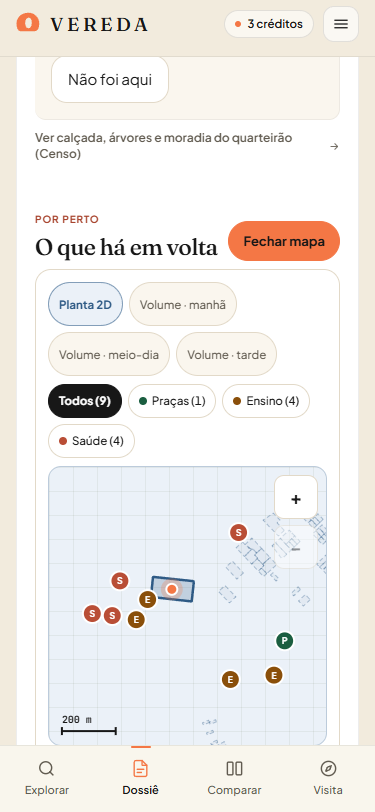 VEREDA
3 créditos
Não foi aqui
Ver calçada, árvores e moradia do quarteirão
(Censo)
→
POR PERTO
O que há em volta
Fechar mapa
Planta 2D
Volume · manhã
Volume · meio-dia
Volume · tarde
Todos (9)
Praças (1)
Ensino (4)
Saúde (4)
+
−
S
S
E
S
S
E
P
E
E
200 m
Explorar
Dossiê
Comparar
Visita